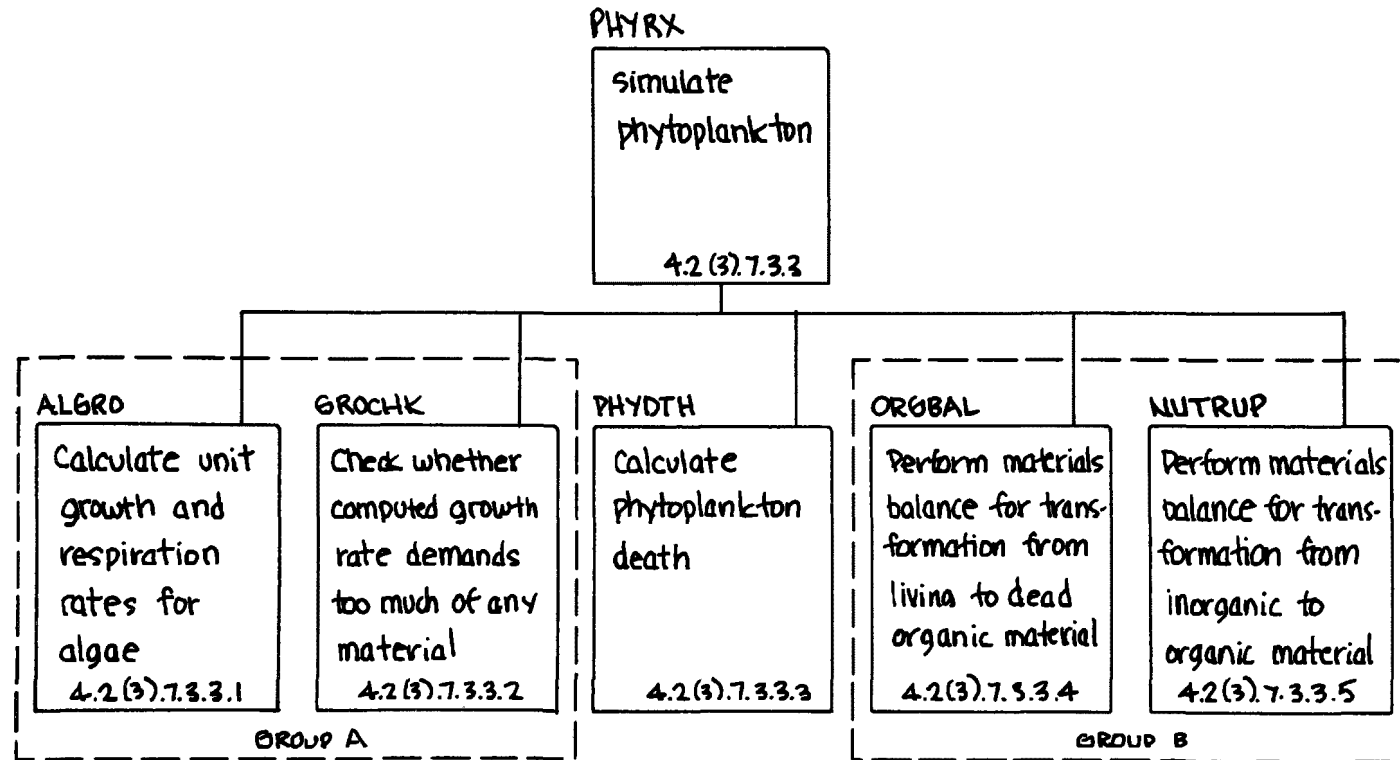 PHYRX
simulate
phytoplankton
4.2(3).7.3.3
ALGRO
Calculate unit
growth and
respiration
rates for
algae
4.2(3).7.3.3.1
GROCHK
Check whether
computed growth
rate demands
too much of any
material
4.2(3).7.3.3.2
GROUP A
PHYDTH
Calculate
phytoplankton
death
4.2(3).7.3.3.3
ORGBAL
Perform materials
balance for trans-
formation from
living to dead
organic material
4.2(3).7.3.3.4
NUTRUP
Perform materials
balance for trans-
formation from
inorganic to
organic material
4.2(3).7.3.3.5
GROUP B